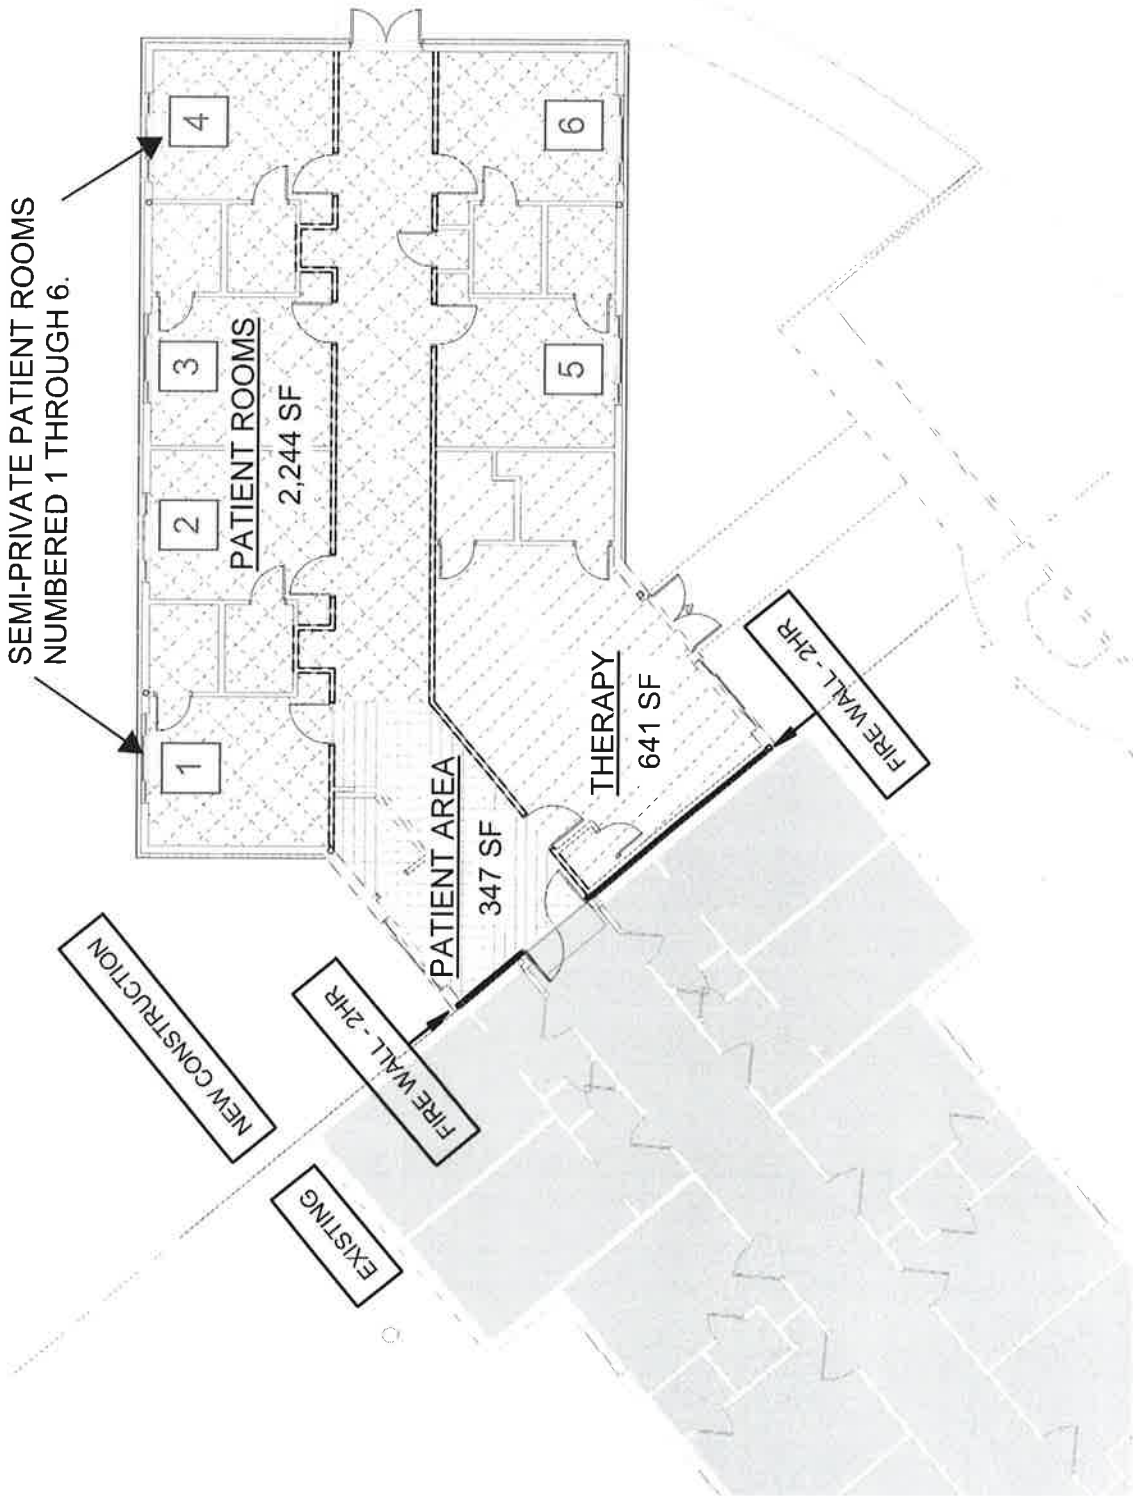 SEMI-PRIVATE PATIENT ROOMS
NUMBERED 1 THROUGH 6.
4
6
3
PATIENT ROOMS
2,244 SF
5
2
1
THERAPY
641 SF
PATIENT AREA
347 SF
FIRE WALL - 2HR
NEW CONSTRUCTION
FIRE WALL - 2HR
EXISTING